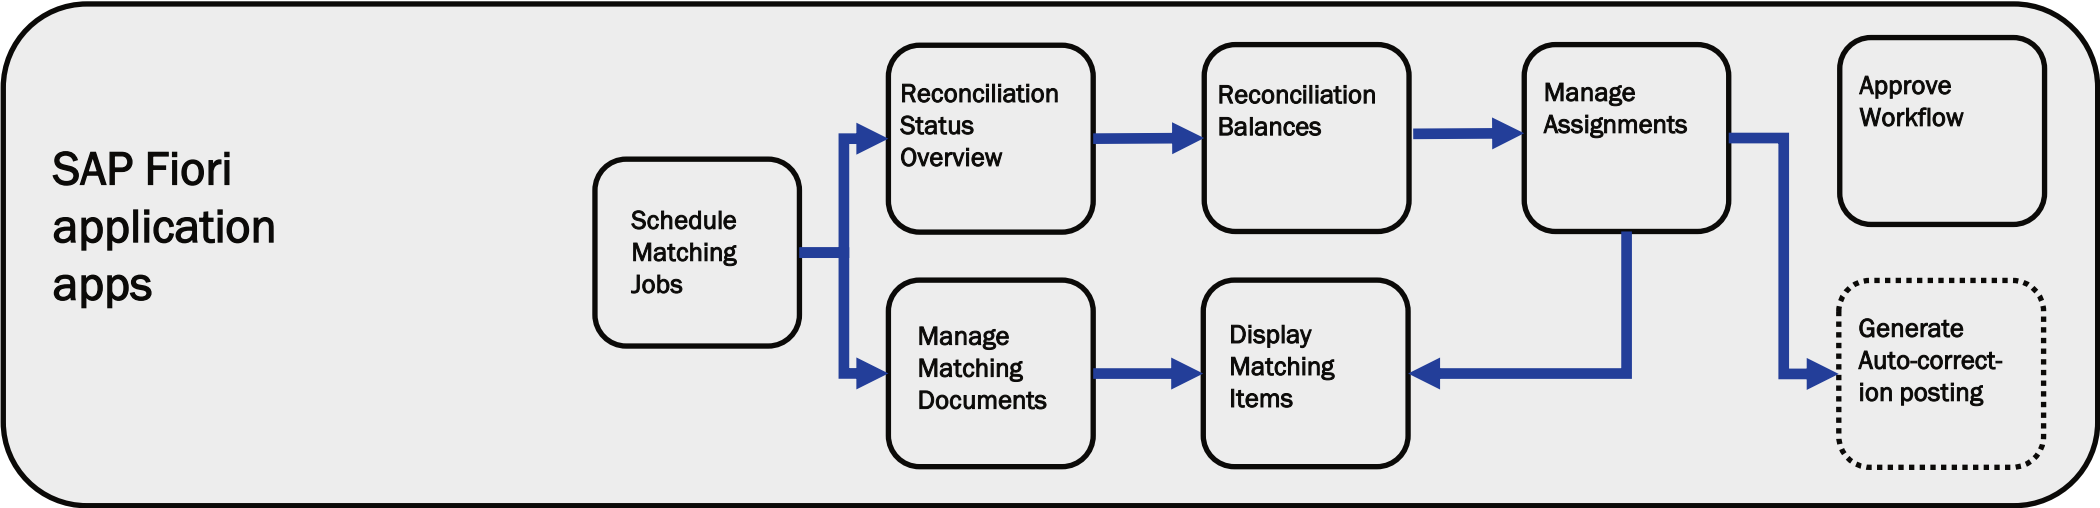 SAP Fiori
application
apps
Schedule
Matching
Jobs
Reconciliation
Status
Overview
Reconciliation
Balances
Manage
Assignments
Approve
Workflow
Manage
Matching
Documents
Display
Matching
Items
Generate
Auto-correct-
ion posting